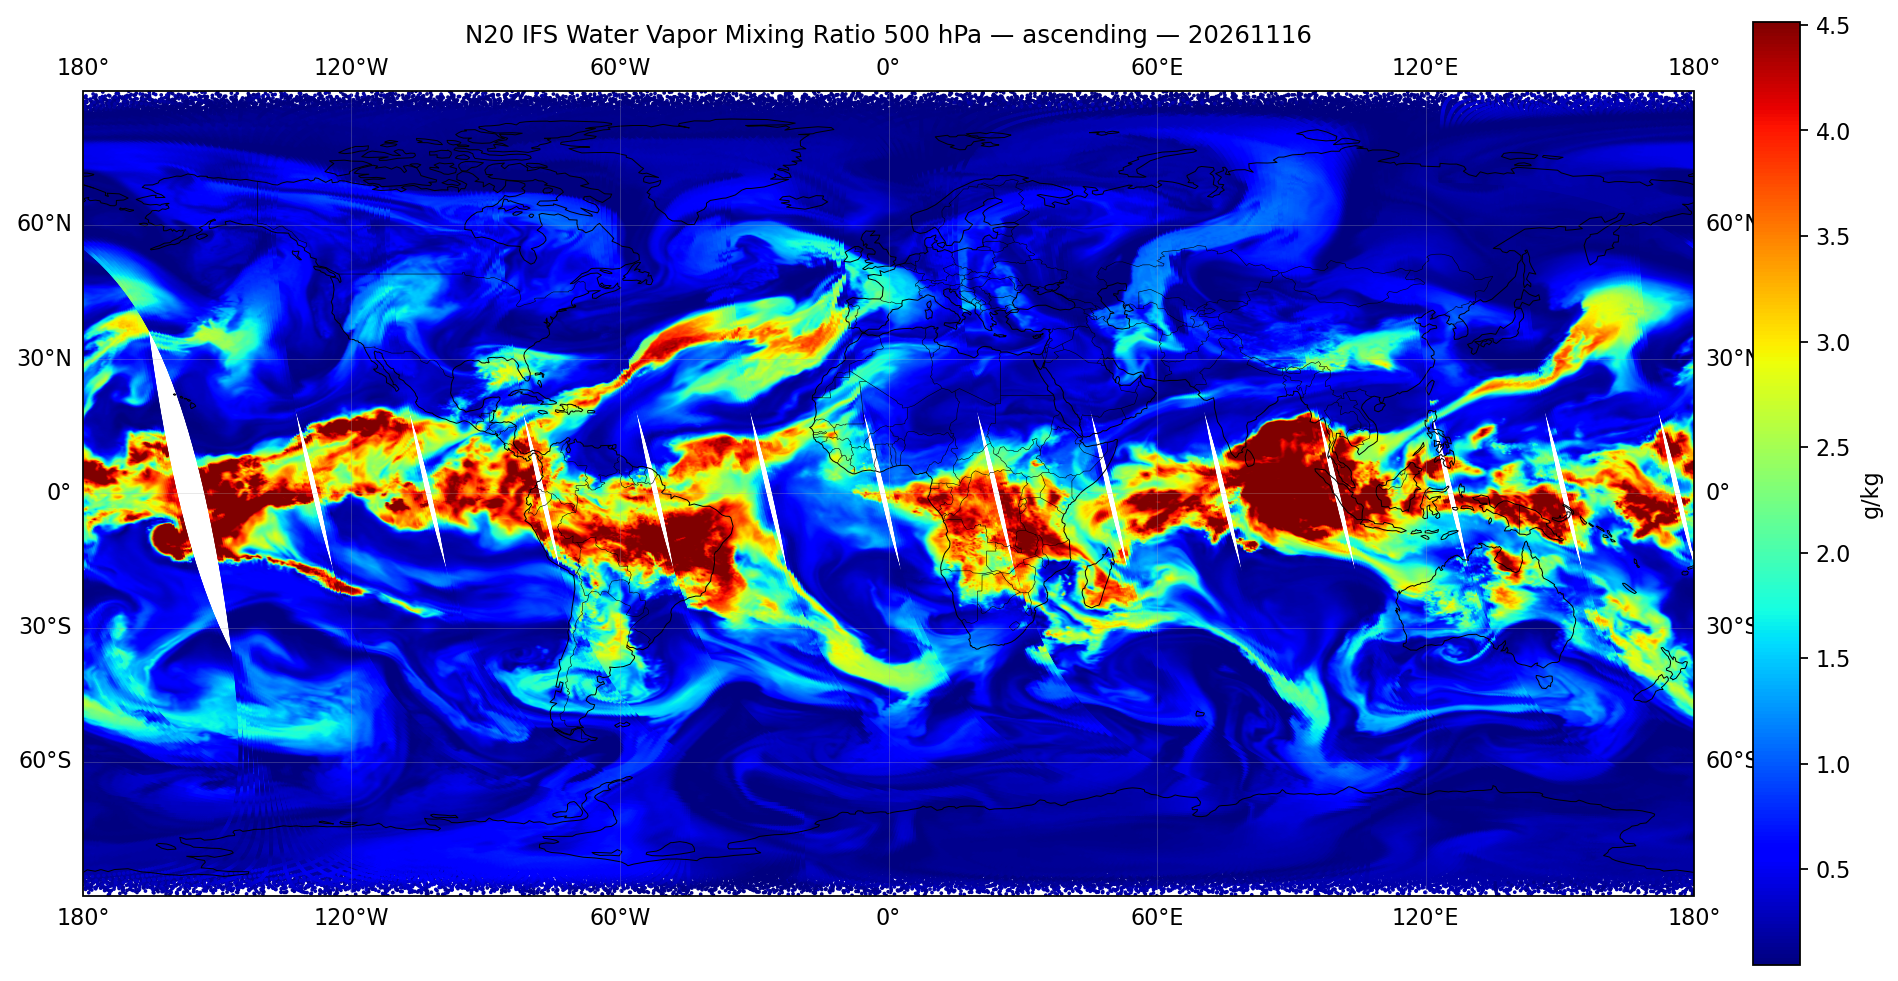 N20 IFS Water Vapor Mixing Ratio 500 hPa — ascending — 20261116
180° 120°W 60°W 0° 60°E 120°E 180°
60°N 60°N
30°N 30°N
0° 0°
30°S 30°S
60°S 60°S
180° 120°W 60°W 0° 60°E 120°E 180°
4.5
4.0
3.5
3.0
2.5
2.0
1.5
1.0
0.5
g/kg